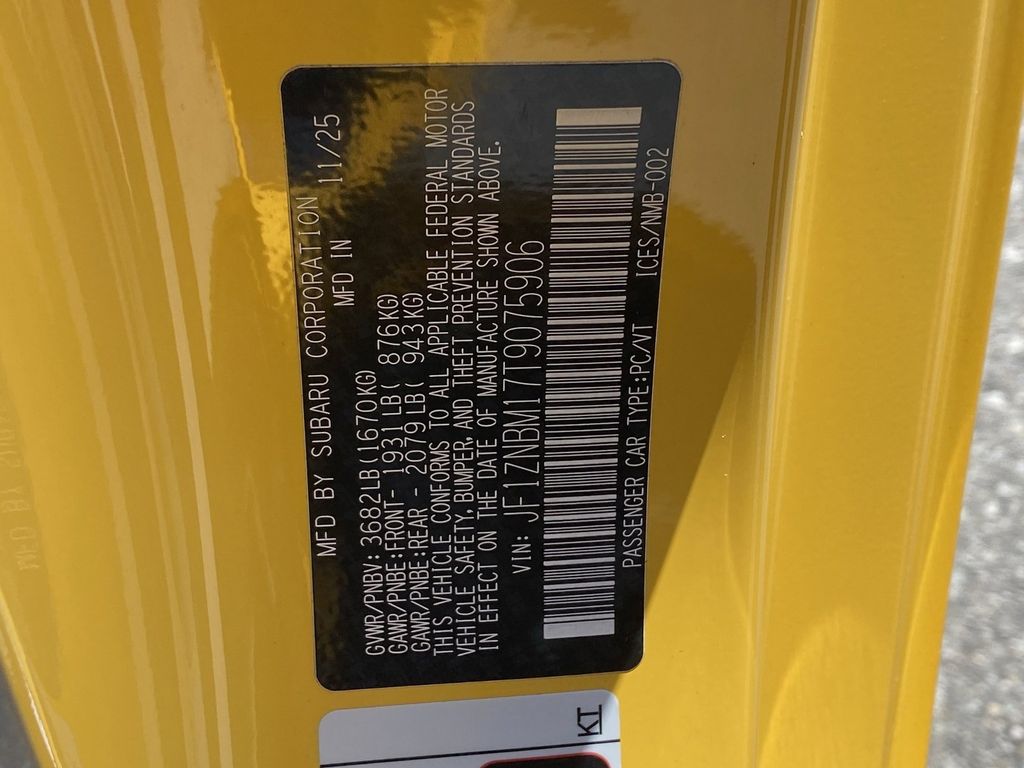 MFD BY SUBARU CORPORATION 11/25
MFD IN
GVWR/PNBV: 3682LB(1670KG)
GAWR/PNBE:FRONT- 1931LB( 876KG)
GAWR/PNBE:REAR - 2079LB( 943KG)
THIS VEHICLE CONFORMS TO ALL APPLICABLE FEDERAL MOTOR
VEHICLE SAFETY, BUMPER, AND THEFT PREVENTION STANDARDS
IN EFFECT ON THE DATE OF MANUFACTURE SHOWN ABOVE.
VIN: JF1ZNBM17T9075906
PASSENGER CAR TYPE:PC/VT ICES/NMB-002
KI